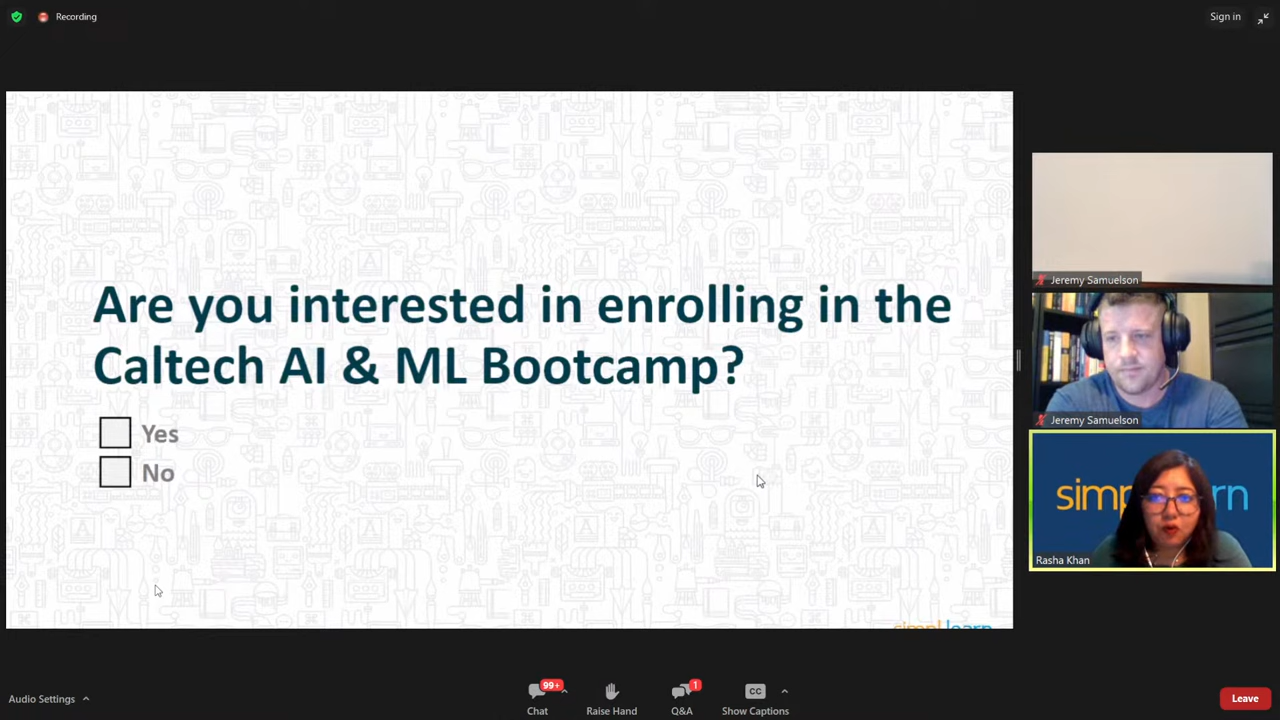 Recording
Sign in
Are you interested in enrolling in the
Caltech AI & ML Bootcamp?
Yes
No
simplilearn
Jeremy Samuelson
Jeremy Samuelson
Rasha Khan
Audio Settings
99+
Chat
Raise Hand
1
Q&A
CC
Show Captions
Leave